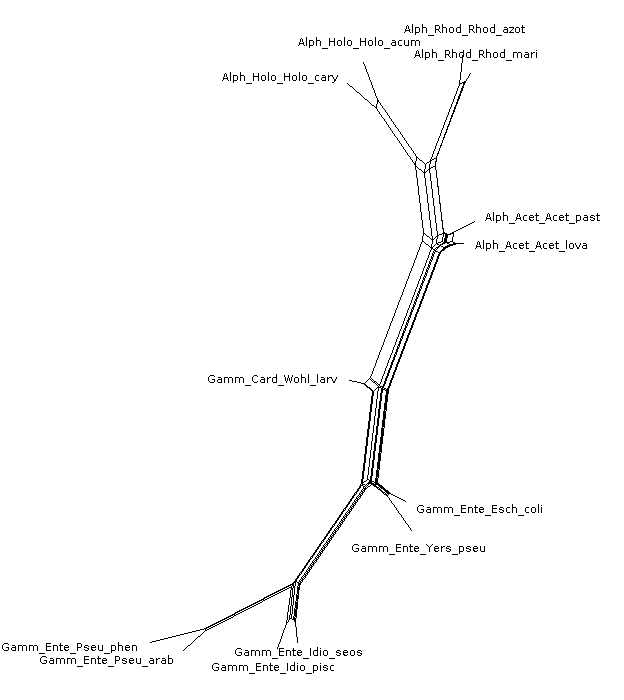 Alph_Rhod_Rhod_azot
Alph_Holo_Holo_acum
Alph_Rhod_Rhod_mari
Alph_Holo_Holo_cary
Alph_Acet_Acet_past
Alph_Acet_Acet_lova
Gamm_Card_Wohl_larv
Gamm_Ente_Esch_coli
Gamm_Ente_Yers_pseu
Gamm_Ente_Pseu_phen
Gamm_Ente_Idio_seos
Gamm_Ente_Pseu_arab
Gamm_Ente_Idio_pisc